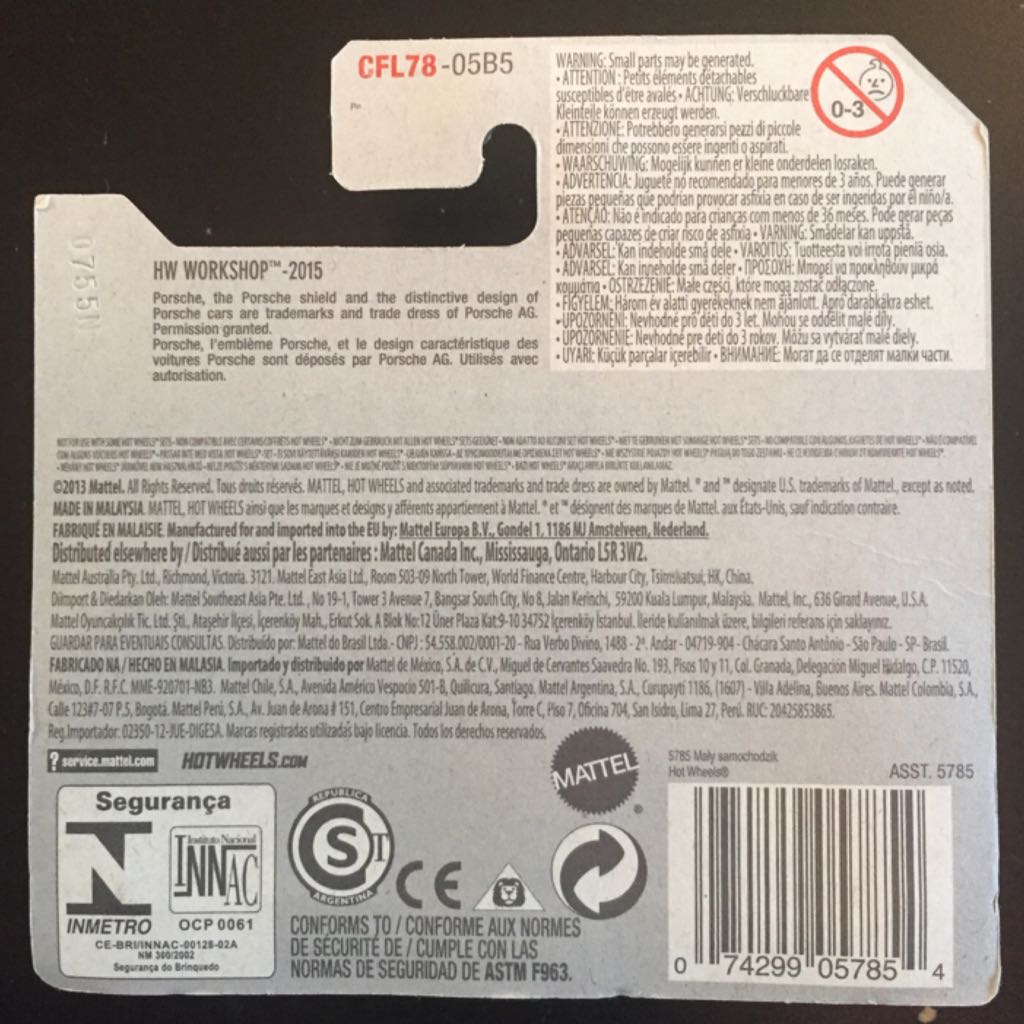 CFL78-05B5
WARNING: Small parts may be generated.
• ATTENTION : Petits éléments détachables
susceptibles d'être avalés • ACHTUNG: Verschluckbare
Kleinteile können erzeugt werden.
• ATTENZIONE: Potrebbero generarsi pezzi di piccole
dimensioni che possono essere ingeriti o aspirati.
• WAARSCHUWING: Mogelijk kunnen er kleine onderdelen losraken.
• ADVERTENCIA: Juguete no recomendado para menores de 3 años. Puede generar
piezas pequeñas que podrían provocar asfixia en caso de ser ingeridas por el niño/a.
• ATENÇÃO: Não é indicado para crianças com menos de 36 meses. Pode gerar peças
pequenas capazes de criar risco de asfixia • VARNING: Smådelar kan uppstå.
• ADVARSEL: Kan indeholde små dele • VAROITUS: Tuotteesta voi irrota pieniä osia.
• ADVARSEL: Kan inneholde små deler • ΠΡΟΣΟΧΗ: Μπορεί να προκληθούν μικρά
κομμάτια • OSTRZEŻENIE: Małe części, które mogą zostać odłączone.
• FIGYELEM: Három év alatti gyerekeknek nem ajánlott. Apró darabkákra eshet.
• UPOZORNĚNÍ: Nevhodné pro děti do 3 let. Mohou se oddělit malé díly.
• UPOZORNENIE: Nevhodné pre deti do 3 rokov. Môžu sa vytvárať malé diely.
• UYARI: Küçük parçalar içerebilir • ВНИМАНИЕ: Могат да се отделят малки части.
0-3
0755
HW WORKSHOP™-2015
Porsche, the Porsche shield and the distinctive design of
Porsche cars are trademarks and trade dress of Porsche AG.
Permission granted.
Porsche, l'emblème Porsche, et le design caractéristique des
voitures Porsche sont déposés par Porsche AG. Utilisés avec
autorisation.
NOT FOR USE WITH SOME HOT WHEELS® SETS • NON COMPATIBLE AVEC CERTAINS COFFRETS HOT WHEELS®
©2013 Mattel. All Rights Reserved. Tous droits réservés. MATTEL, HOT WHEELS and associated trademarks and trade dress are owned by Mattel. ® and ™ designate U.S. trademarks of Mattel., except as noted.
MADE IN MALAYSIA. MATTEL, HOT WHEELS ainsi que les marques et designs y afférents appartiennent à Mattel. ® et ™ désignent des marques de Mattel. aux États-Unis, sauf indication contraire.
FABRIQUÉ EN MALAISIE. Manufactured for and imported into the EU by: Mattel Europa B.V., Gondel 1, 1186 MJ Amstelveen, Nederland.
Distributed elsewhere by / Distribué aussi par les partenaires : Mattel Canada Inc., Mississauga, Ontario L5R 3W2.
Mattel Australia Pty. Ltd., Richmond, Victoria. 3121. Mattel East Asia Ltd., Room 503-09 North Tower, World Finance Centre, Harbour City, Tsimshatsui, HK, China.
Diimport & Diedarkan Oleh: Mattel Southeast Asia Pte. Ltd. , No 19-1, Tower 3 Avenue 7, Bangsar South City, No 8, Jalan Kerinchi, 59200 Kuala Lumpur, Malaysia. Mattel, Inc., 636 Girard Avenue, U.S.A.
Mattel Oyuncakçılık Tic. Ltd. Şti., Ataşehir İlçesi, İçerenköy Mah., Erkut Sok. A Blok No:12 Üner Plaza Kat:9-10 34752 İçerenköy İstanbul. İleride kullanılmak üzere, bilgileri referans için saklayınız.
GUARDAR PARA EVENTUAIS CONSULTAS. Distribuído por: Mattel do Brasil Ltda.- CNPJ : 54.558.002/0001-20 - Rua Verbo Divino, 1488 - 2º. Andar - 04719-904 - Chácara Santo Antônio - São Paulo - SP- Brasil.
FABRICADO NA / HECHO EN MALASIA. Importado y distribuido por Mattel de México, S.A. de C.V., Miguel de Cervantes Saavedra No. 193, Pisos 10 y 11, Col. Granada, Delegación Miguel Hidalgo, C.P. 11520,
México, D.F. R.F.C. MME-920701-NB3. Mattel Chile, S.A., Avenida Américo Vespucio 501-B, Quilicura, Santiago. Mattel Argentina, S.A., Curupaytí 1186, (1607) - Villa Adelina, Buenos Aires. Mattel Colombia, S.A.,
Calle 123#7-07 P.5, Bogotá. Mattel Perú, S.A., Av. Juan de Arona # 151, Centro Empresarial Juan de Arona, Torre C, Piso 7, Oficina 704, San Isidro, Lima 27, Perú. RUC: 20425853865.
Reg.Importador: 02350-12-JUE-DIGESA. Marcas registradas utilizadas bajo licencia. Todos los derechos reservados.
? service.mattel.com HOTWHEELS.COM
MATTEL®
5785 Mały samochodzik
Hot Wheels®
ASST. 5785
Segurança
N
INMETRO
Instituto Nacional
INNAC
OCP 0061
CE-BRI/INNAC-00128-02A
NM 300/2002
Segurança do Brinquedo
REPUBLICA
S T
ARGENTINA
CE
CONFORMS TO / CONFORME AUX NORMES
DE SÉCURITÉ DE / CUMPLE CON LAS
NORMAS DE SEGURIDAD DE ASTM F963.
0 74299 05785 4